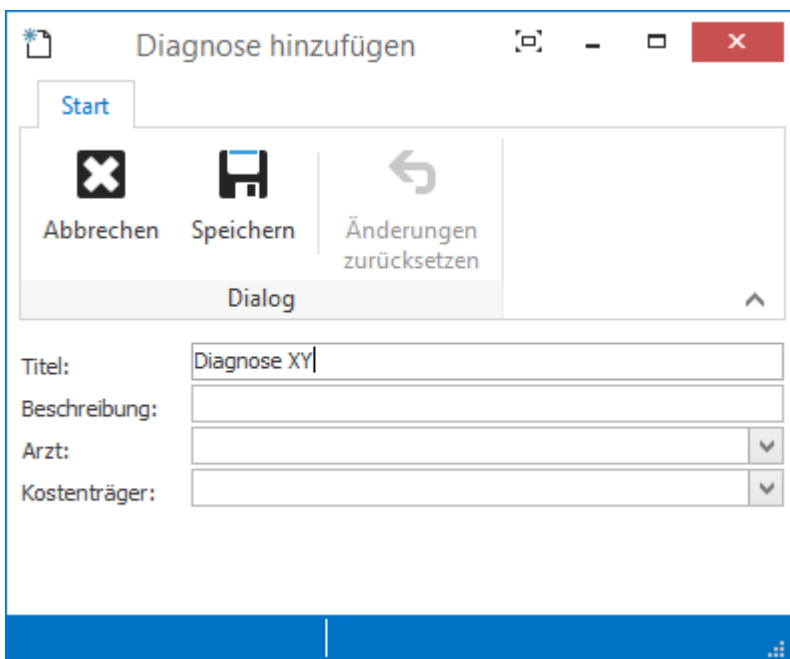 Diagnose hinzufügen
Start
Abbrechen Speichern Änderungen
zurücksetzen
Dialog
Titel: Diagnose XY
Beschreibung:
Arzt:
Kostenträger: